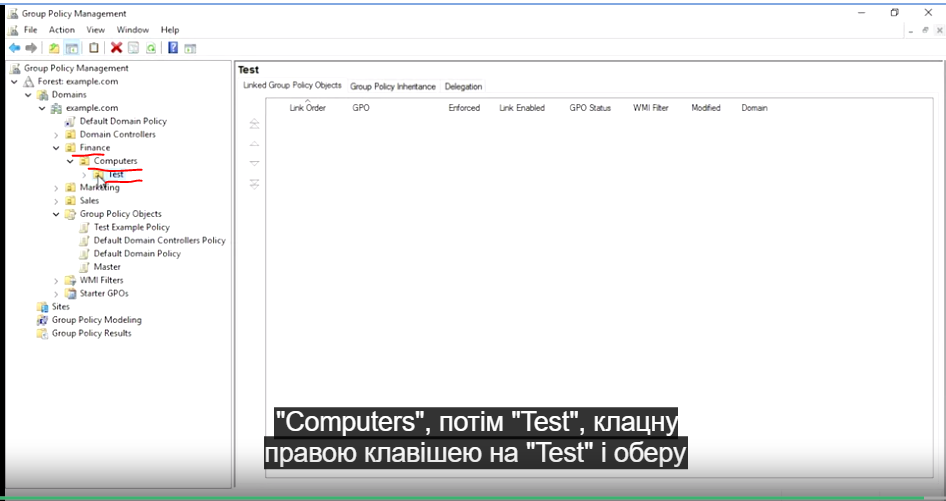 Group Policy Management
File Action View Window Help
Group Policy Management
Forest: example.com
Domains
example.com
Default Domain Policy
Domain Controllers
Finance
Computers
Test
Marketing
Sales
Group Policy Objects
Test Example Policy
Default Domain Controllers Policy
Default Domain Policy
Master
WMI Filters
Starter GPOs
Sites
Group Policy Modeling
Group Policy Results
Test
Linked Group Policy Objects Group Policy Inheritance Delegation
Link Order GPO Enforced Link Enabled GPO Status WMI Filter Modified Domain
"Computers", потім "Test", клацну
правою клавішею на "Test" і оберу